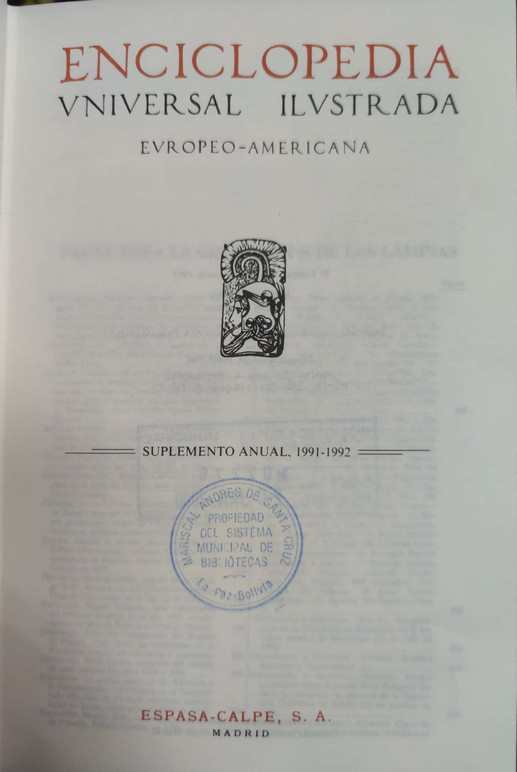 ENCICLOPEDIA
VNIVERSAL ILVSTRADA
EVROPEO-AMERICANA
SUPLEMENTO ANUAL, 1991-1992
MARISCAL ANDRES DE SANTA CRUZ
PROPIEDAD
DEL SISTEMA
MUNICIPAL DE
BIBLIOTECAS
La Paz-Bolivia
ESPASA-CALPE, S. A.
MADRID